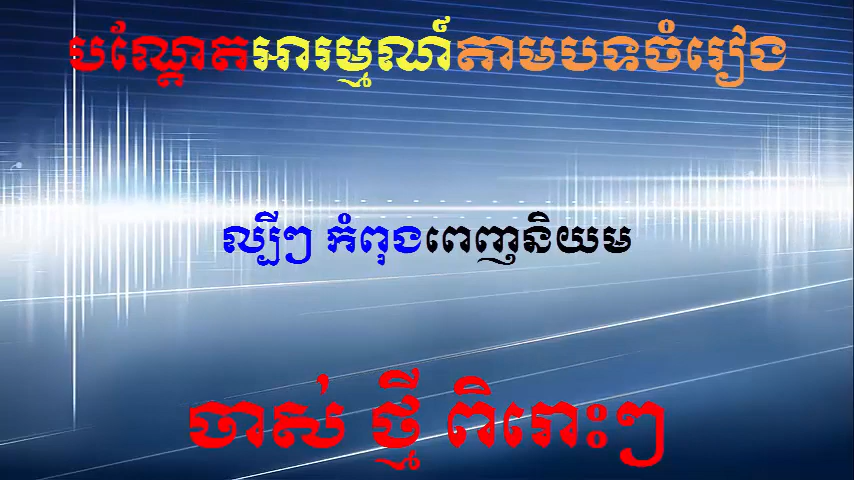 បណ្ដែតអារម្មណ៍តាមបទចំរៀង
ល្បីៗ កំពុងពេញនិយម
ចាស់ ថ្មី ពិរោះៗ